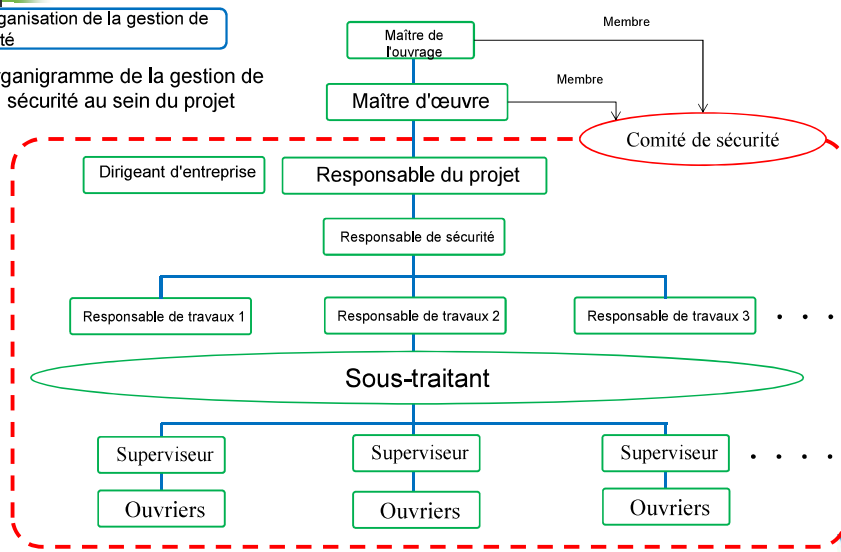 ganisation de la gestion de
té
ganigramme de la gestion de
sécurité au sein du projet
Maître de
l'ouvrage
Membre
Membre
Maître d'œuvre
Comité de sécurité
Dirigeant d'entreprise
Responsable du projet
Responsable de sécurité
Responsable de travaux 1
Responsable de travaux 2
Responsable de travaux 3
. . .
Sous-traitant
Superviseur
Superviseur
Superviseur
. . . .
Ouvriers
Ouvriers
Ouvriers